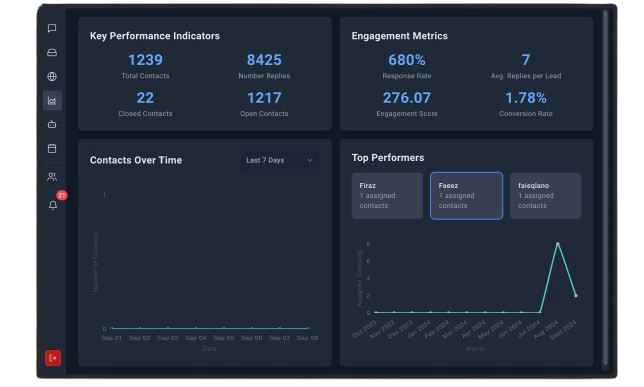 Key Performance Indicators
1239
8425
Total Contacts
Number Replies
22
1217
Closed Contacts
Open Contacts
Engagement Metrics
680%
7
Response Rate
Avg. Replies per Lead
276.07
1.78%
Engagement Score
Conversion Rate
21
Contacts Over Time
Last 7 Days
1
Number of Contacts
0
Sep 01 Sep 02 Sep 03 Sep 04 Sep 05 Sep 06 Sep 07 Sep 08
Date
Top Performers
Firaz
1 assigned
contacts
Faeez
1 assigned
contacts
faieqlano
1 assigned
contacts
8
6
4
2
0
Assigned Contacts
Oct 2023 Nov 2023 Dec 2023 Jan 2024 Feb 2024 Mar 2024 Apr 2024 May 2024 Jun 2024 Jul 2024 Aug 2024 Sept 2024
Month